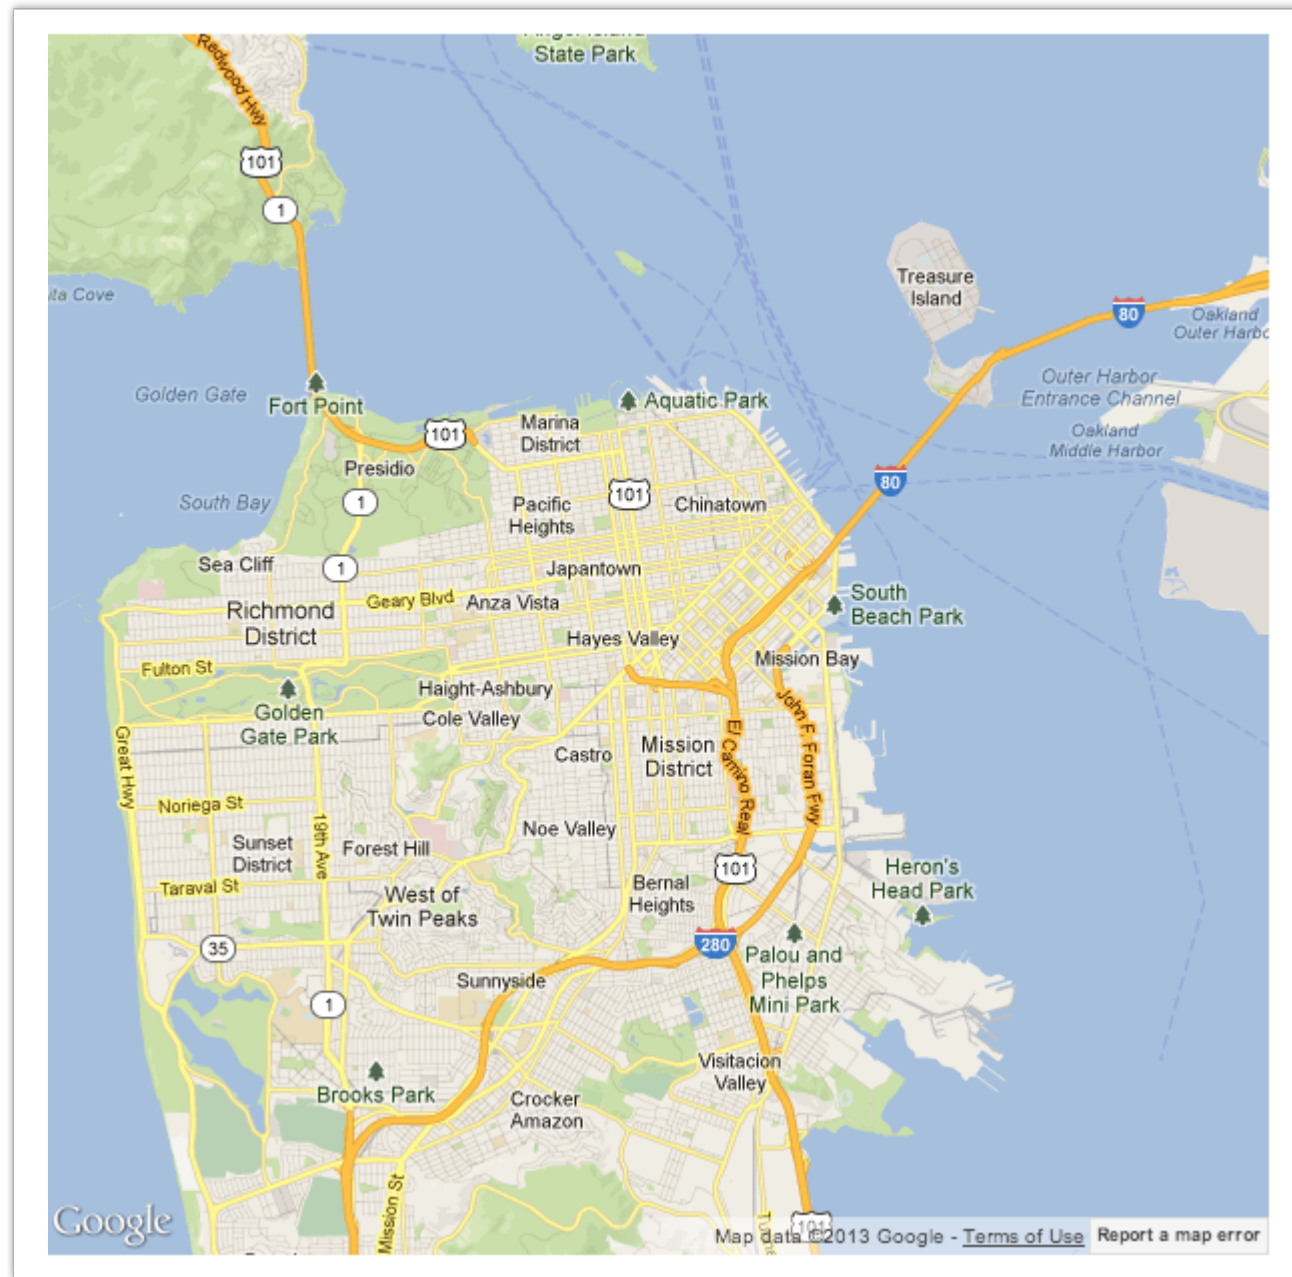 State Park
Redwood Hwy
101
1
Treasure
Island
80
Oakland
Outer Harbor
Outer Harbor
Entrance Channel
Golden Gate
Fort Point
Aquatic Park
Marina
District
101
Oakland
Middle Harbor
Presidio
80
101
1
South Bay
Pacific
Heights
Chinatown
Sea Cliff
1
Japantown
Geary Blvd
Anza Vista
South
Beach Park
Richmond
District
Hayes Valley
Fulton St
Mission Bay
Haight-Ashbury
Golden
Gate Park
Cole Valley
John F. Foran Fwy
El Camino Real
Great Hwy
Castro
Mission
District
Noriega St
19th Ave
Noe Valley
Sunset
District
Forest Hill
Taraval St
West of
Twin Peaks
Bernal
Heights
101
Heron's
Head Park
35
280
Palou and
Phelps
Mini Park
Sunnyside
1
Visitacion
Valley
Brooks Park
Crocker
Amazon
Mission St
Google
101
Map data ©2013 Google - Terms of Use
Report a map error